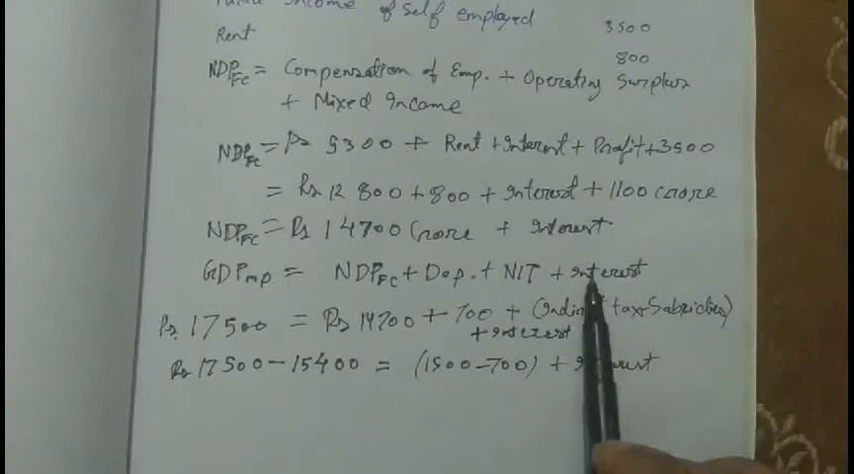 income of self employed 3500
Rent 800
NDPFC = Compensation of Emp. + Operating Surplus
+ Mixed Income
NDPFC = Rs 9300 + Rent + Interest + Profit + 3500
= Rs 12 800 + 800 + Interest + 1100 crore
NDPFC = Rs 14700 Crore + Interest
GDPmp = NDPFC + Dep. + NIT + Interest
Rs. 17500 = Rs 14700 + 700 + (Indi tax - Subsidies)
+ Interest
Rs 17500 - 15400 = (1500 - 700) +